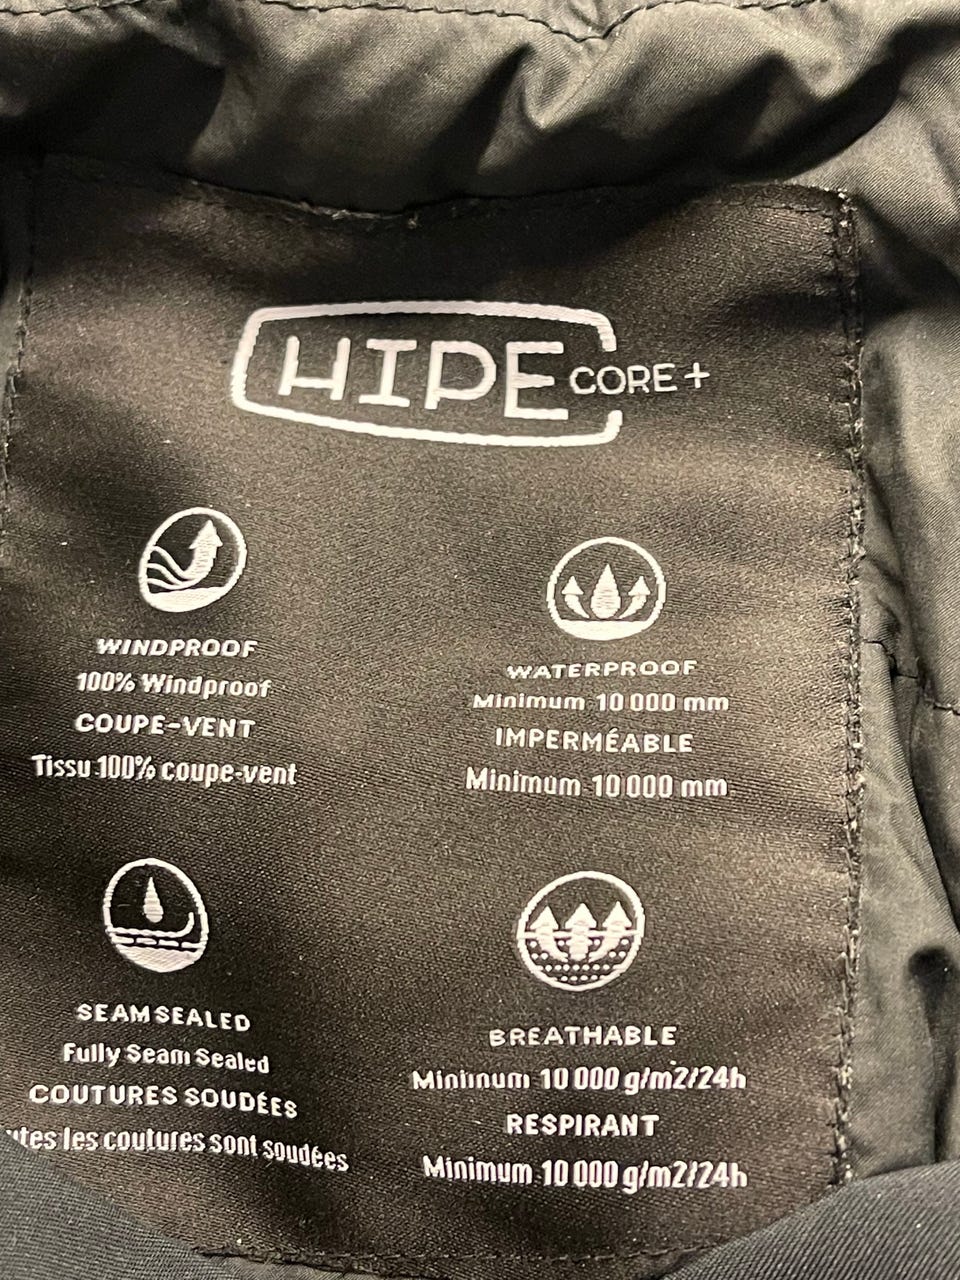 HIPE CORE+
WINDPROOF
100% Windproof
COUPE-VENT
Tissu 100% coupe-vent
WATERPROOF
Minimum 10 000 mm
IMPERMÉABLE
Minimum 10 000 mm
SEAM SEALED
Fully Seam Sealed
COUTURES SOUDÉES
les coutures sont soudées
BREATHABLE
Minimum 10 000 g/m2/24h
RESPIRANT
Minimum 10 000 g/m2/24h